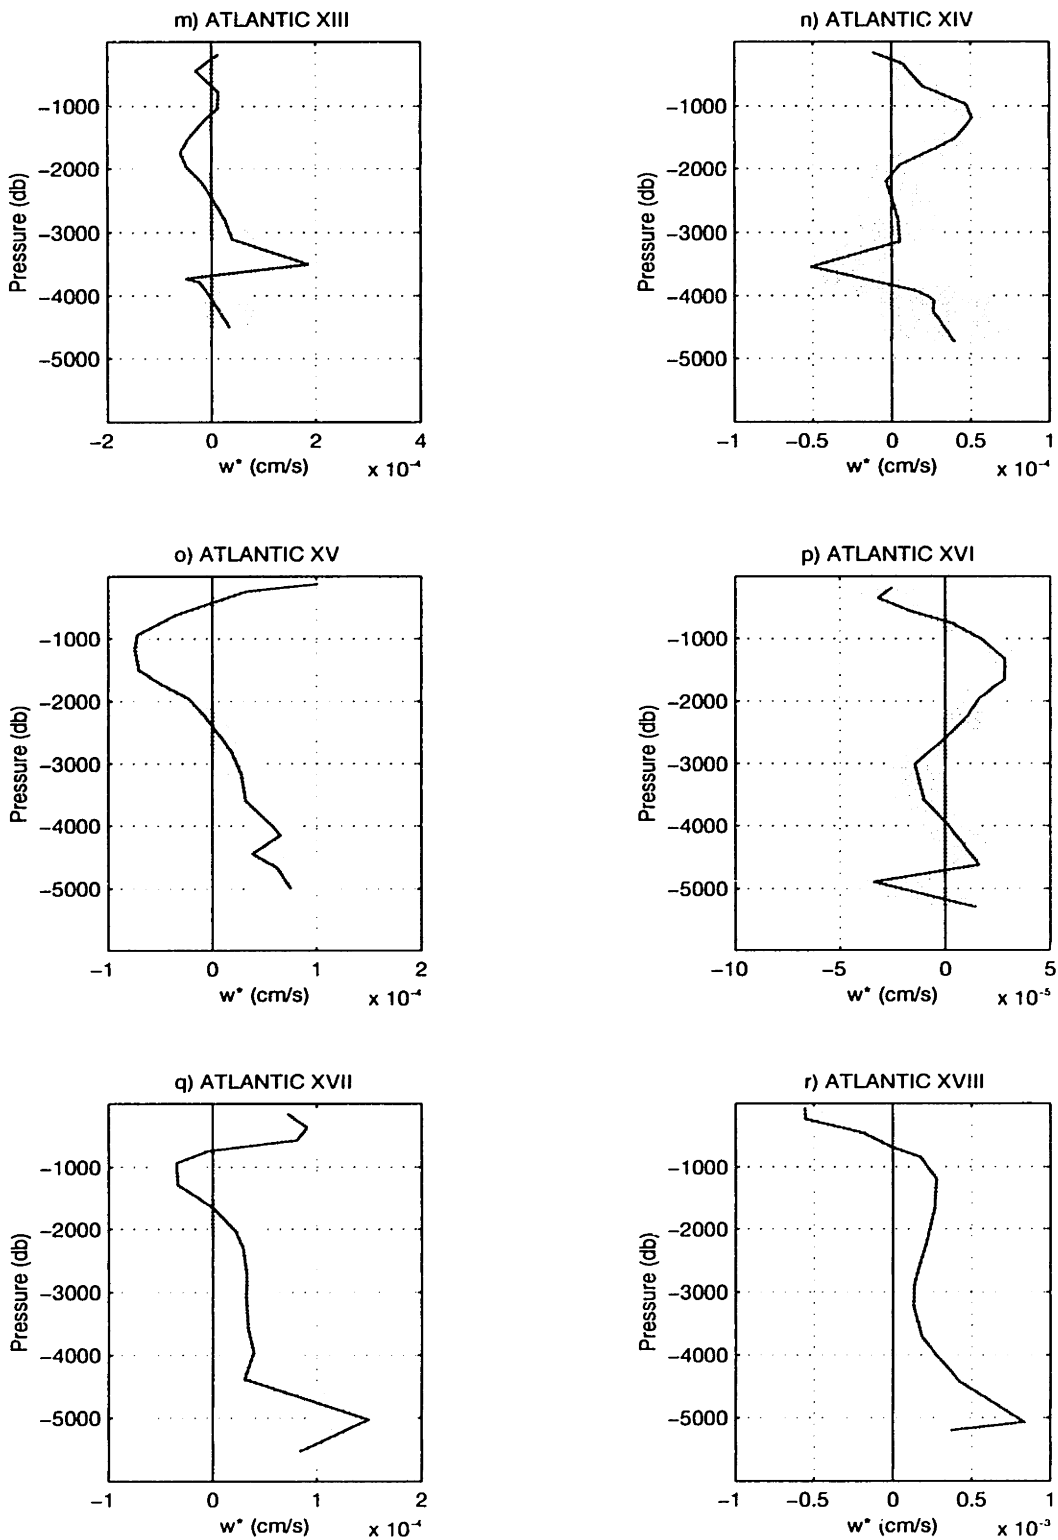 m) ATLANTIC XIII
Pressure (db)
−1000
−2000
−3000
−4000
−5000
−2 0 2 4
w* (cm/s) x 10⁻⁴
n) ATLANTIC XIV
Pressure (db)
−1000
−2000
−3000
−4000
−5000
−1 −0.5 0 0.5 1
w* (cm/s) x 10⁻⁴
o) ATLANTIC XV
Pressure (db)
−1000
−2000
−3000
−4000
−5000
−1 0 1 2
w* (cm/s) x 10⁻⁴
p) ATLANTIC XVI
Pressure (db)
−1000
−2000
−3000
−4000
−5000
−10 −5 0 5
w* (cm/s) x 10⁻⁵
q) ATLANTIC XVII
Pressure (db)
−1000
−2000
−3000
−4000
−5000
−1 0 1 2
w* (cm/s) x 10⁻⁴
r) ATLANTIC XVIII
Pressure (db)
−1000
−2000
−3000
−4000
−5000
−1 −0.5 0 0.5 1
w* (cm/s) x 10⁻³